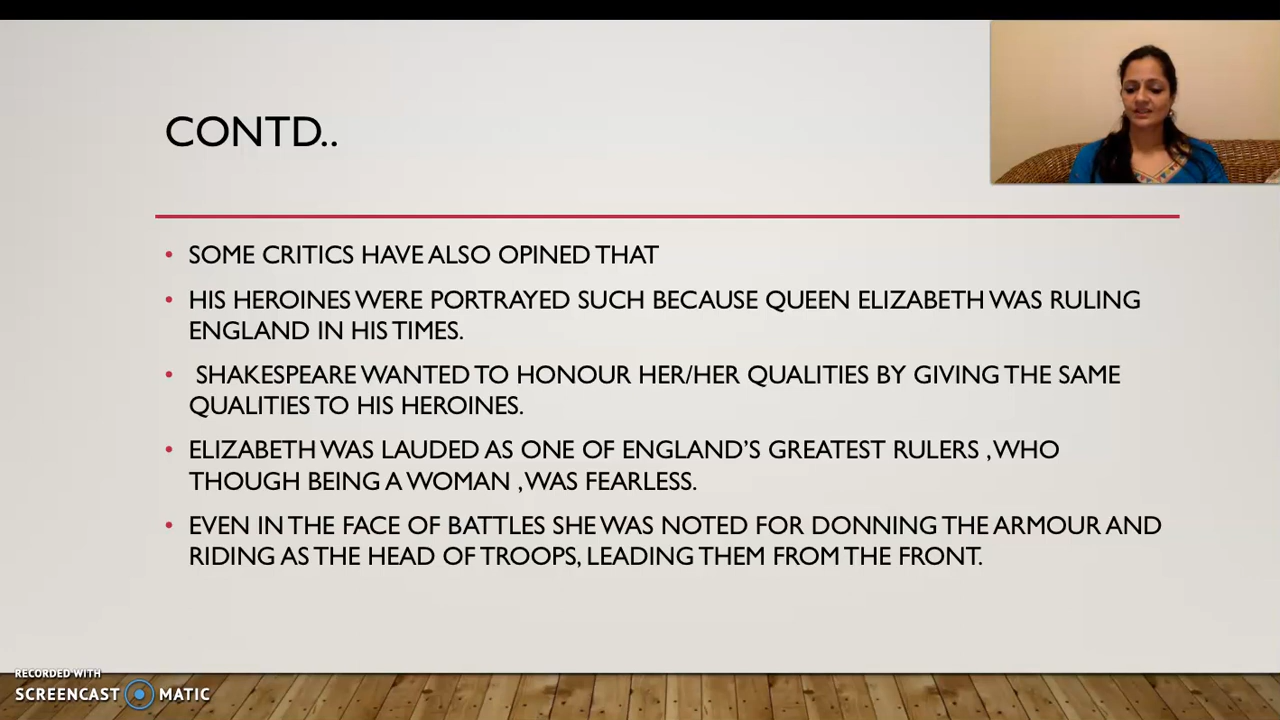 CONTD..
• SOME CRITICS HAVE ALSO OPINED THAT
• HIS HEROINES WERE PORTRAYED SUCH BECAUSE QUEEN ELIZABETH WAS RULING
ENGLAND IN HIS TIMES.
• SHAKESPEARE WANTED TO HONOUR HER/HER QUALITIES BY GIVING THE SAME
QUALITIES TO HIS HEROINES.
• ELIZABETH WAS LAUDED AS ONE OF ENGLAND'S GREATEST RULERS ,WHO
THOUGH BEING A WOMAN ,WAS FEARLESS.
• EVEN IN THE FACE OF BATTLES SHE WAS NOTED FOR DONNING THE ARMOUR AND
RIDING AS THE HEAD OF TROOPS, LEADING THEM FROM THE FRONT.
RECORDED WITH
SCREENCAST MATIC